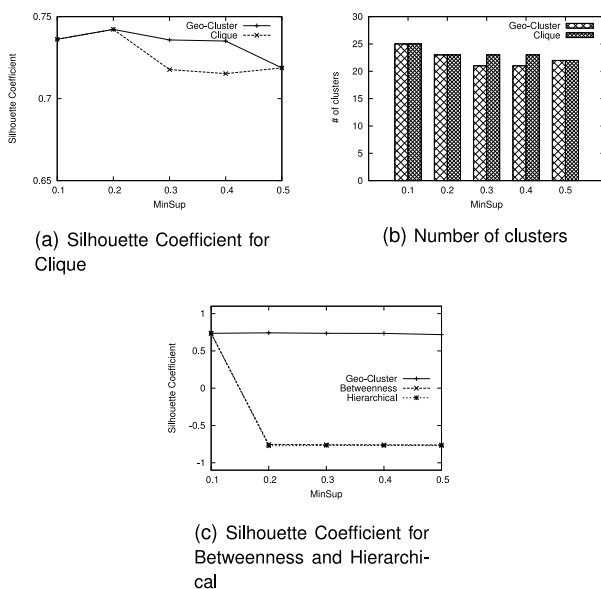 0.75
0.7
0.65
0.1 0.2 0.3 0.4 0.5
Silhouette Coefficient
MinSup
Geo-Cluster
Clique
(a) Silhouette Coefficient for
Clique
30
25
20
15
10
5
0
0.1 0.2 0.3 0.4 0.5
# of clusters
MinSup
Geo-Cluster
Clique
(b) Number of clusters
1
0.5
0
-0.5
-1
0.1 0.2 0.3 0.4 0.5
Silhouette Coefficient
MinSup
Geo-Cluster
Betweenness
Hierarchical
(c) Silhouette Coefficient for
Betweenness and Hierarchi-
cal